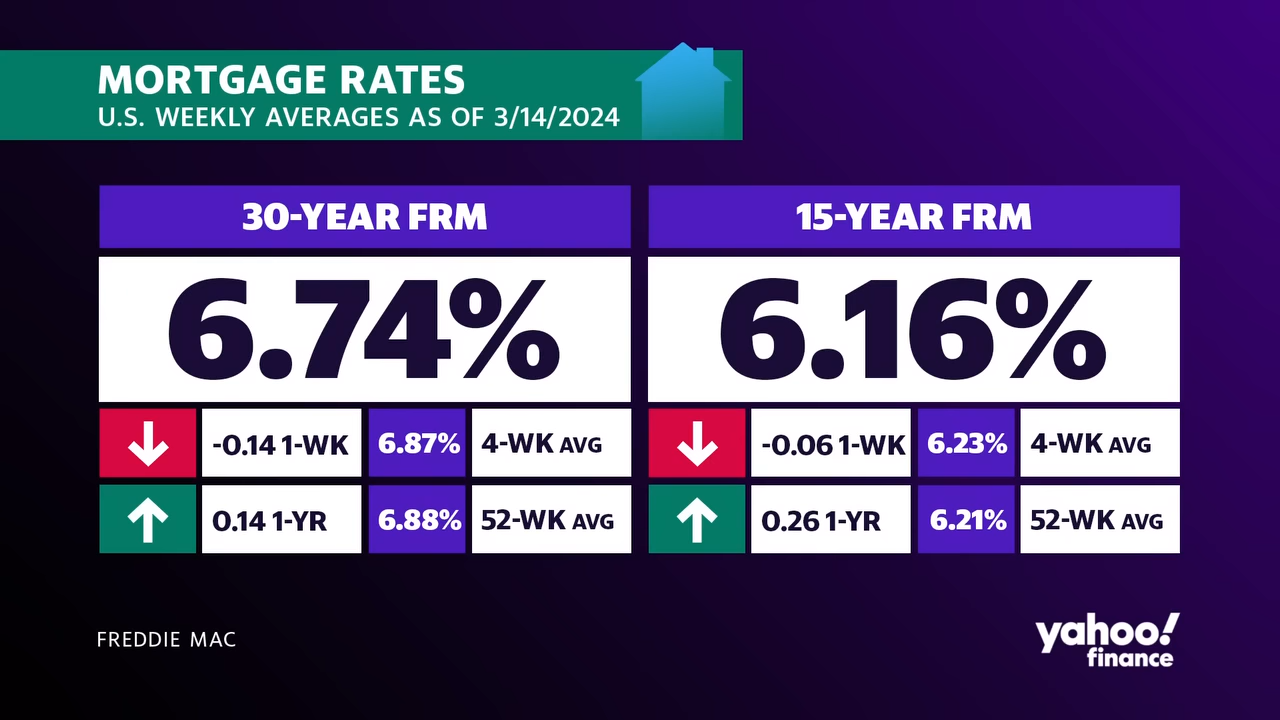 MORTGAGE RATES
U.S. WEEKLY AVERAGES AS OF 3/14/2024
30-YEAR FRM
6.74%
-0.14 1-WK 6.87% 4-WK AVG
0.14 1-YR 6.88% 52-WK AVG
15-YEAR FRM
6.16%
-0.06 1-WK 6.23% 4-WK AVG
0.26 1-YR 6.21% 52-WK AVG
FREDDIE MAC
yahoo!
finance